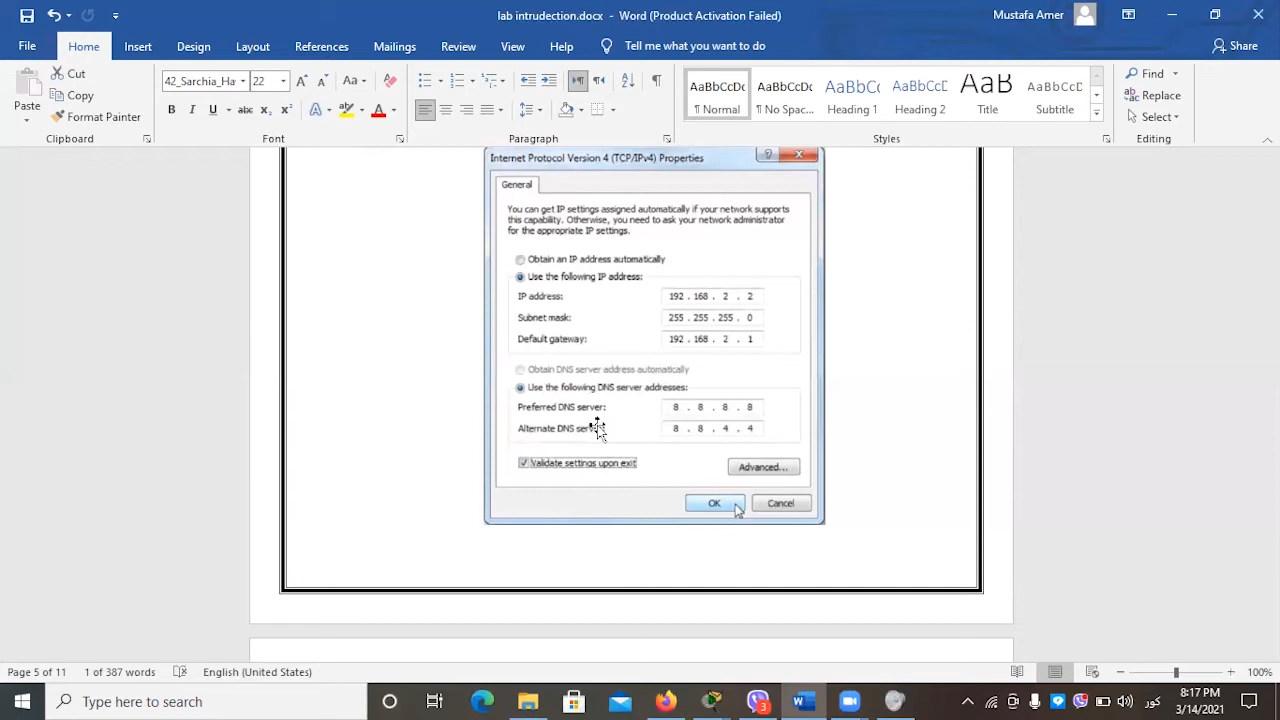 lab intrudection.docx - Word (Product Activation Failed)
Mustafa Amer
File Home Insert Design Layout References Mailings Review View Help Tell me what you want to do Share
Paste
Cut
Copy
Format Painter
Clipboard
42_Sarchia_Ha 22
Font
Paragraph
AaBbCcDc AaBbCcDc AaBbCc AaBbCcC AaB AaBbCcD
¶ Normal ¶ No Spac... Heading 1 Heading 2 Title Subtitle
Styles
Find
Replace
Select
Editing
Internet Protocol Version 4 (TCP/IPv4) Properties
General
You can get IP settings assigned automatically if your network supports
this capability. Otherwise, you need to ask your network administrator
for the appropriate IP settings.
Obtain an IP address automatically
Use the following IP address:
IP address: 192 . 168 . 2 . 2
Subnet mask: 255 . 255 . 255 . 0
Default gateway: 192 . 168 . 2 . 1
Obtain DNS server address automatically
Use the following DNS server addresses:
Preferred DNS server: 8 . 8 . 8 . 8
Alternate DNS server: 8 . 8 . 4 . 4
Validate settings upon exit
Advanced...
OK Cancel
Page 5 of 11 1 of 387 words English (United States) 100%
Type here to search
3
کور
8:17 PM
3/14/2021